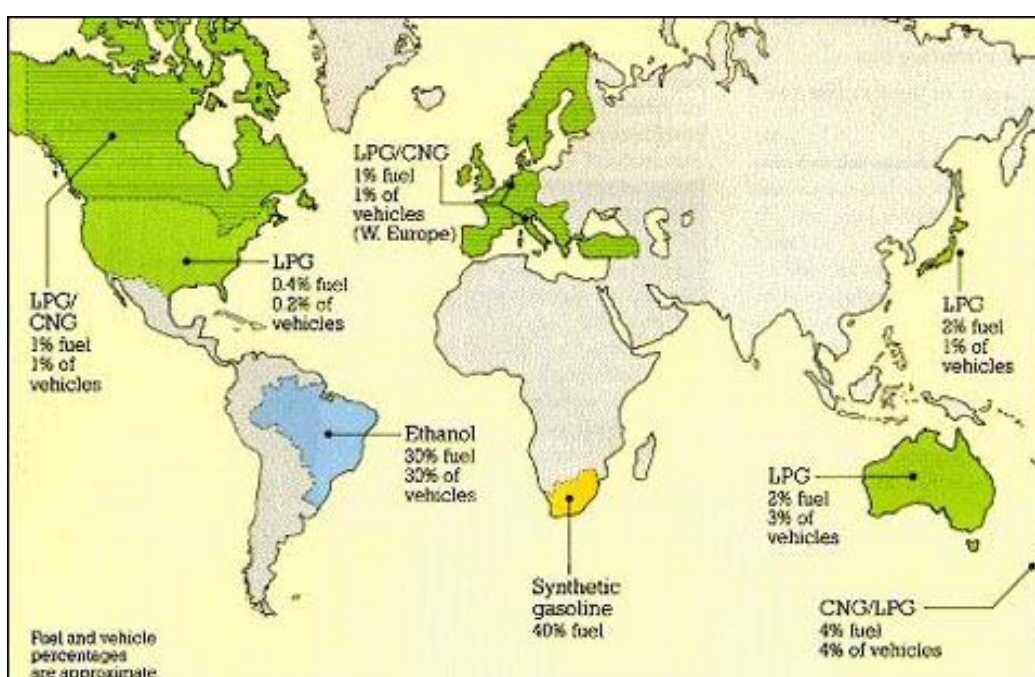 LPG/CNG
1% fuel
1% of
vehicles
(W. Europe)
LPG
0.4% fuel
0.2% of
vehicles
LPG/
CNG
1% fuel
1% of
vehicles
LPG
2% fuel
1% of
vehicles
Ethanol
30% fuel
30% of
vehicles
LPG
2% fuel
3% of
vehicles
Synthetic
gasoline
40% fuel
CNG/LPG
4% fuel
4% of vehicles
Fuel and vehicle
percentages
are approximate